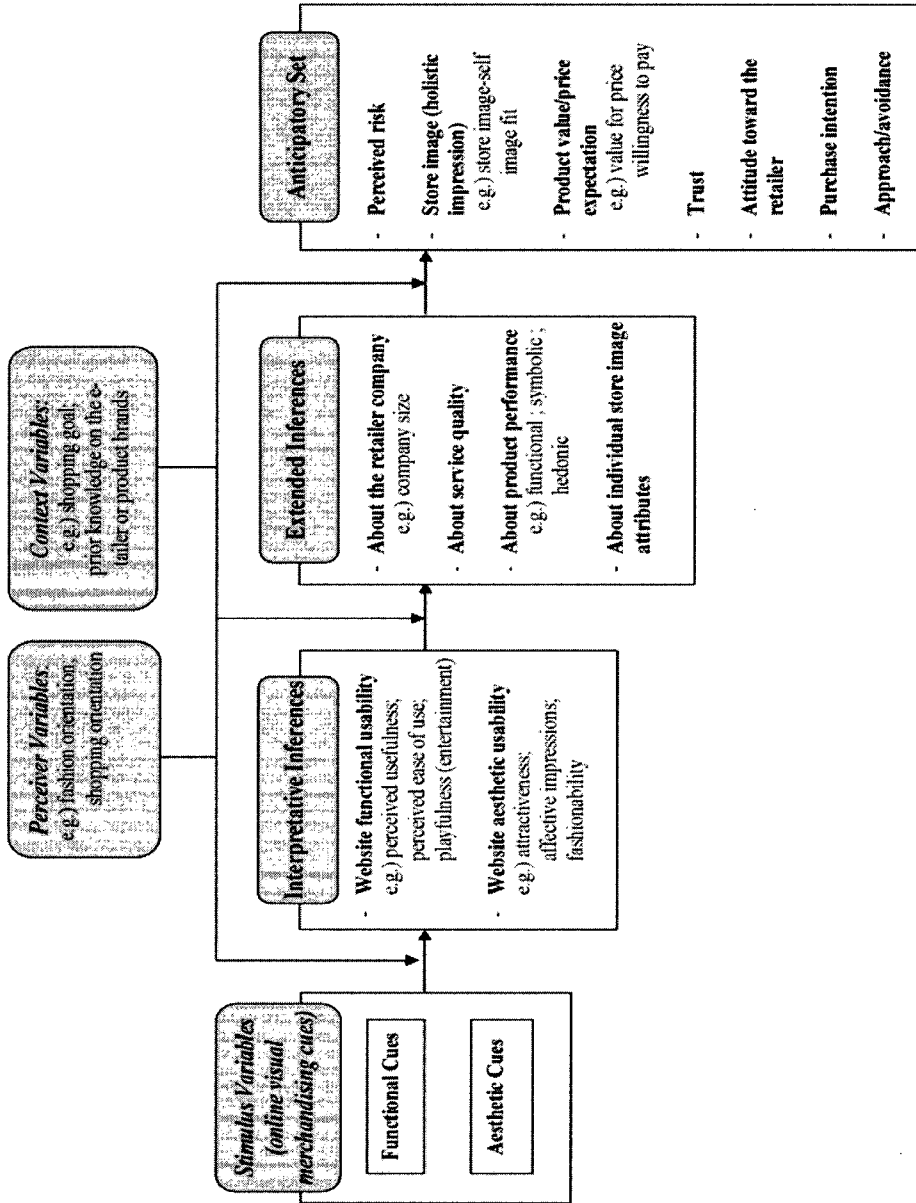 Perceiver Variables:
e.g.) fashion orientation;
shopping orientation
Context Variables:
e.g.) shopping goal;
prior knowledge on the e-
tailer or product brands
Stimulus Variables
(online visual
merchandising cues)
Functional Cues
Aesthetic Cues
Interpretative Inferences
- Website functional usability
e.g.) perceived usefulness;
perceived ease of use;
playfulness (entertainment)
- Website aesthetic usability
e.g.) attractiveness;
affective impressions;
fashionability
Extended Inferences
- About the retailer company
e.g.) company size
- About service quality
- About product performance
e.g.) functional ; symbolic ;
hedonic
- About individual store image
attributes
Anticipatory Set
- Perceived risk
- Store image (holistic
impression)
e.g.) store image-self
image fit
- Product value/price
expectation
e.g.) value for price
willingness to pay
- Trust
- Attitude toward the
retailer
- Purchase intention
- Approach/avoidance